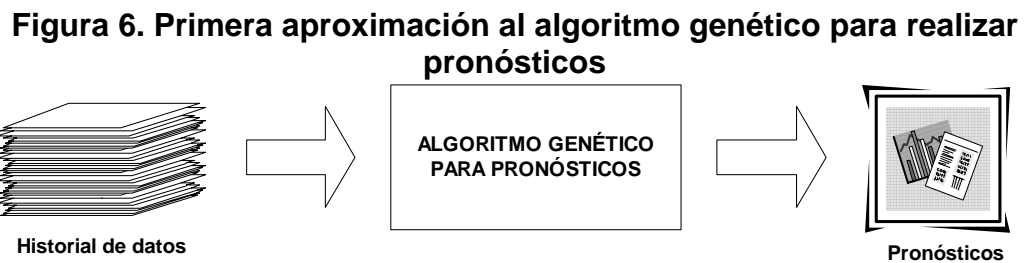 Figura 6. Primera aproximación al algoritmo genético para realizar
pronósticos
ALGORITMO GENÉTICO
PARA PRONÓSTICOS
Historial de datos
Pronósticos